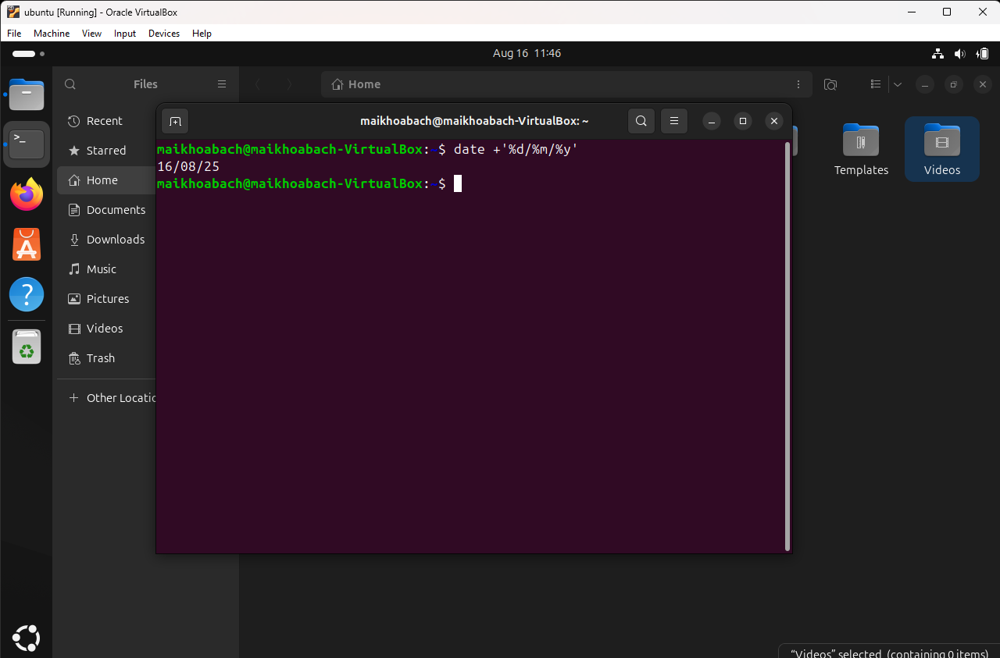 ubuntu [Running] - Oracle VirtualBox
File Machine View Input Devices Help
Aug 16 11:46
Files
Home
Recent
Starred
Home
Documents
Downloads
Music
Pictures
Videos
Trash
Other Locatio
maikhoabach@maikhoabach-VirtualBox: ~
maikhoabach@maikhoabach-VirtualBox:~$ date +'%d/%m/%y'
16/08/25
maikhoabach@maikhoabach-VirtualBox:~$
Templates
Videos
“Videos” selected (containing 0 items)